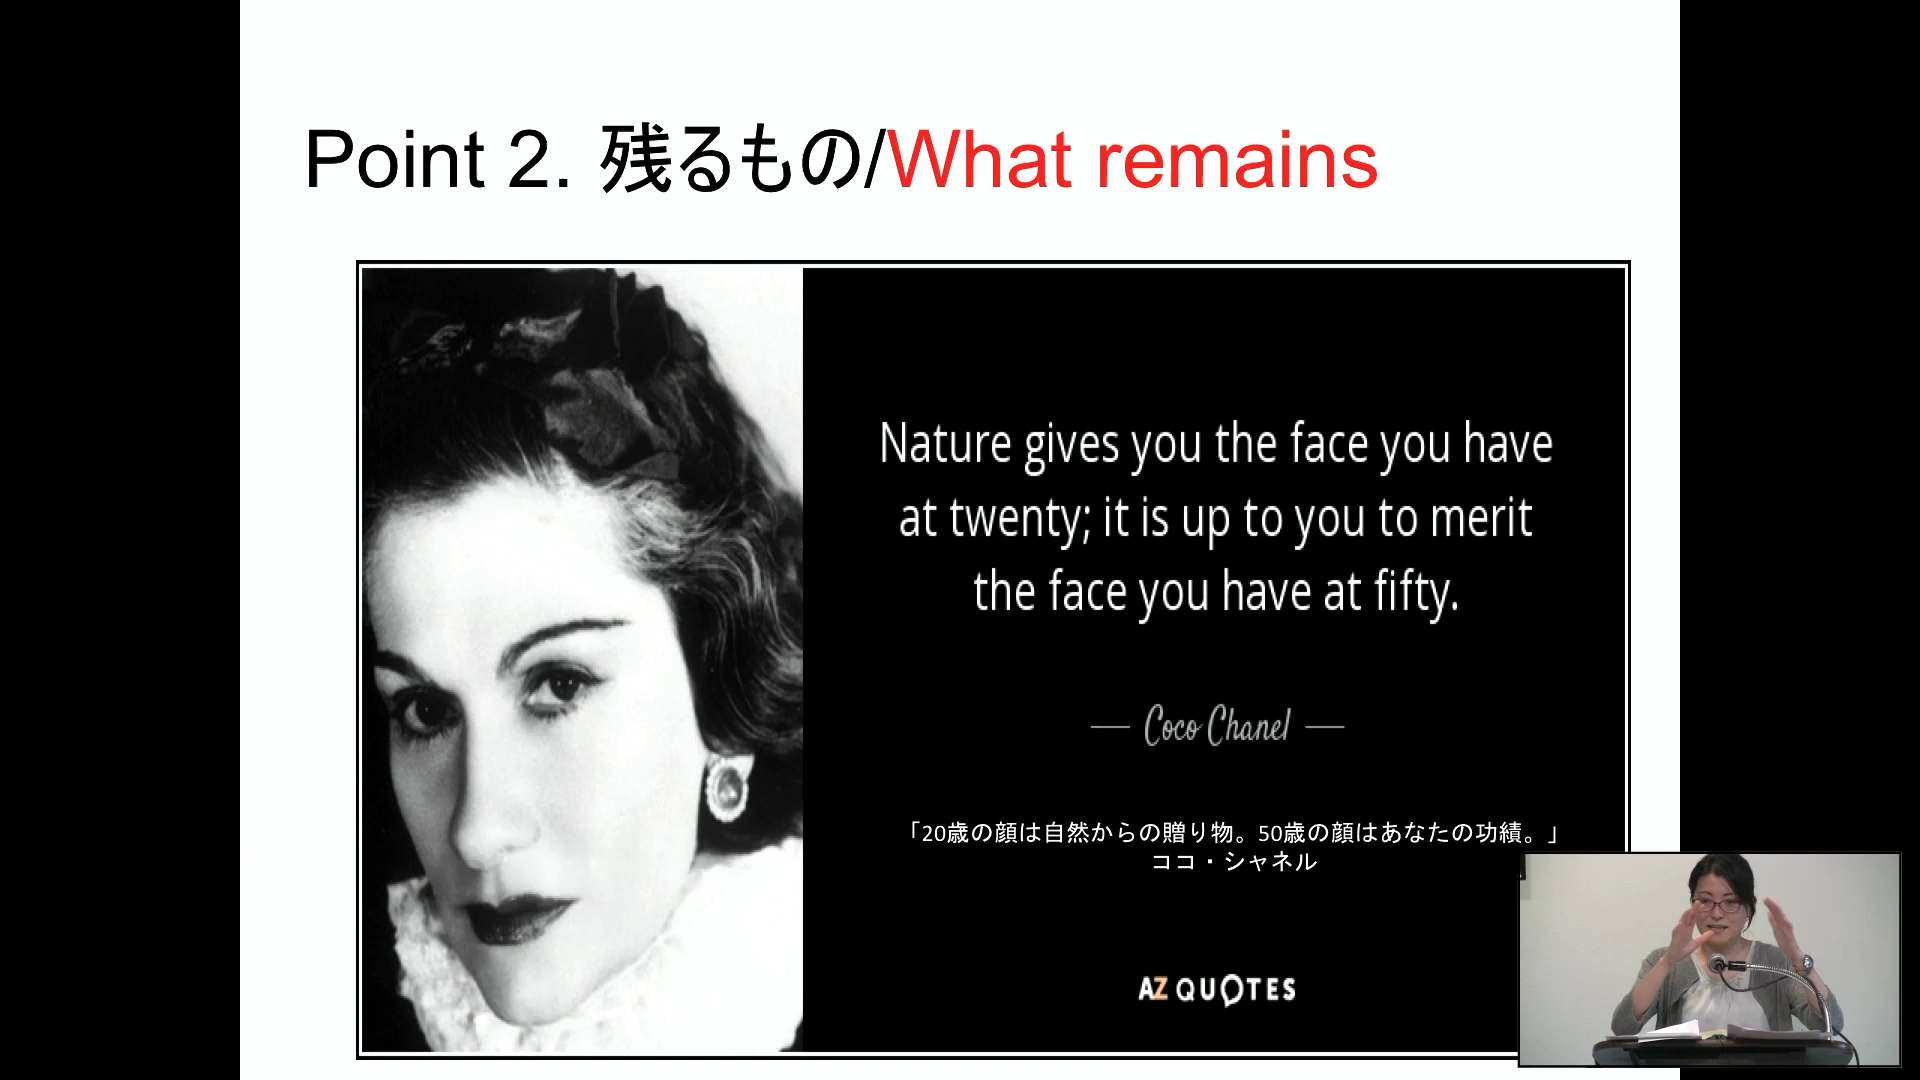 Point 2. 残るもの/What remains
Nature gives you the face you have
at twenty; it is up to you to merit
the face you have at fifty.
— Coco Chanel —
「20歳の顔は自然からの贈り物。50歳の顔はあなたの功績。」
ココ・シャネル
AZ QUOTES